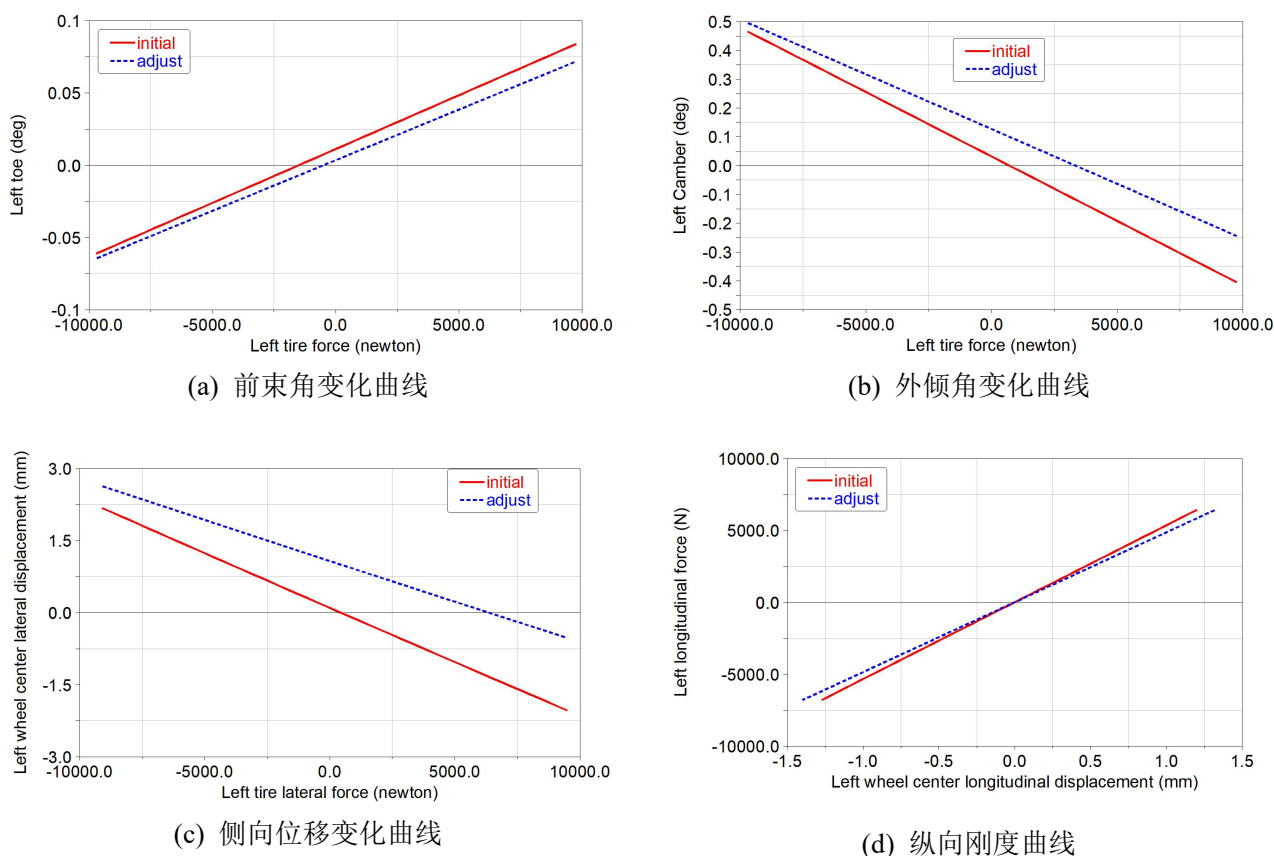 0.1
0.05
0.0
-0.05
-0.1
Left toe (deg)
initial
adjust
-10000.0 -5000.0 0.0 5000.0 10000.0
Left tire force (newton)
(a) 前束角变化曲线
0.5
0.4
0.3
0.2
0.1
0.0
-0.1
-0.2
-0.3
-0.4
-0.5
Left Camber (deg)
initial
adjust
-10000.0 -5000.0 0.0 5000.0 10000.0
Left tire force (newton)
(b) 外倾角变化曲线
3.0
1.5
0.0
-1.5
-3.0
Left wheel center lateral displacement (mm)
initial
adjust
-10000.0 -5000.0 0.0 5000.0 10000.0
Left tire lateral force (newton)
(c) 侧向位移变化曲线
10000.0
5000.0
0.0
-5000.0
-10000.0
Left longitudinal force (N)
initial
adjust
-1.5 -1.0 -0.5 0.0 0.5 1.0 1.5
Left wheel center longitudinal displacement (mm)
(d) 纵向刚度曲线